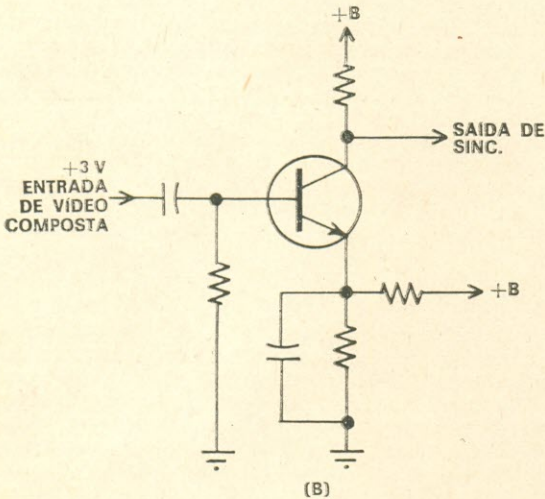 +B
SAÍDA DE
SINC.
+3 V
ENTRADA
DE VÍDEO
COMPOSTA
+B
(B)